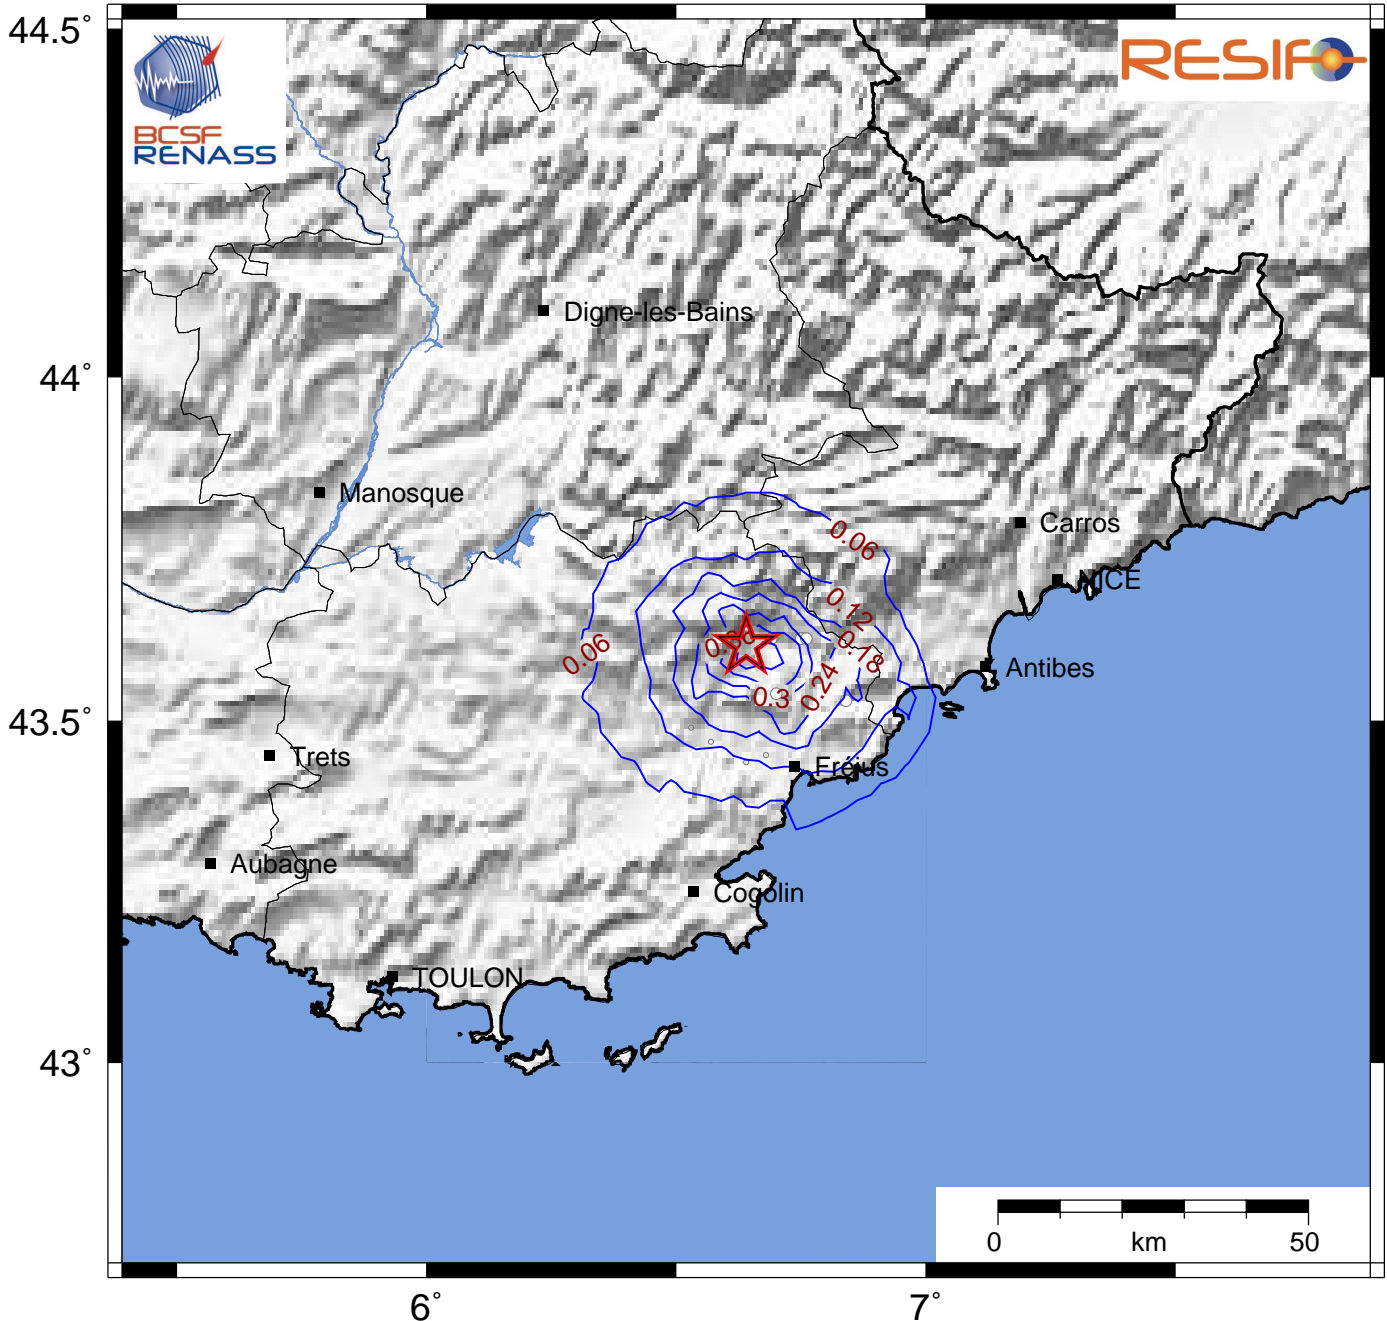 44.5°
BCSF
RENASS
RESIF
Digne-les-Bains
44°
Manosque
Carros
0.06
NICE
0.12
0.06
0.18
Antibes
0.24
0.3
43.5°
Trets
Fréjus
Aubagne
Cogolin
TOULON
43°
0 km 50
6° 7°